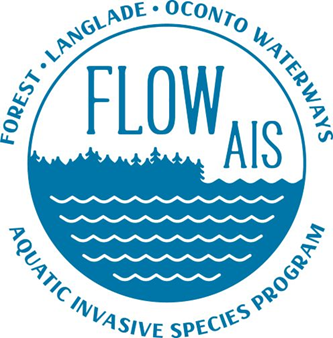 FOREST • LANGLADE • OCONTO WATERWAYS
FLOW
AIS
AQUATIC INVASIVE SPECIES PROGRAM